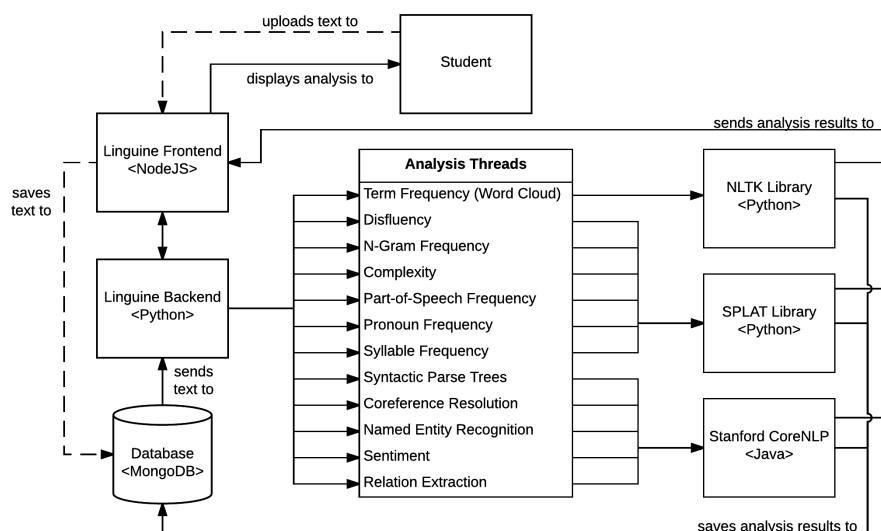 uploads text to
Student
displays analysis to
sends analysis results to
Linguine Frontend
<NodeJS>
saves
text to
Analysis Threads
Term Frequency (Word Cloud)
Disfluency
N-Gram Frequency
Complexity
Part-of-Speech Frequency
Pronoun Frequency
Syllable Frequency
Syntactic Parse Trees
Coreference Resolution
Named Entity Recognition
Sentiment
Relation Extraction
NLTK Library
<Python>
Linguine Backend
<Python>
SPLAT Library
<Python>
sends
text to
Stanford CoreNLP
<Java>
Database
<MongoDB>
saves analysis results to